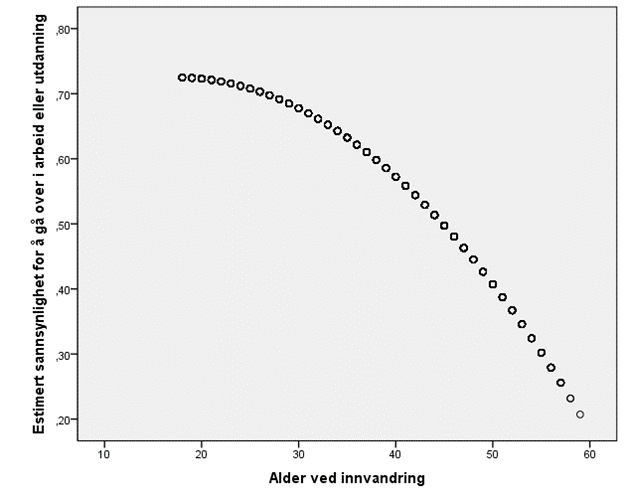 Estimert sannsynlighet for å gå over i arbeid eller utdanning
,80
,70
,60
,50
,40
,30
,20
10 20 30 40 50 60
Alder ved innvandring